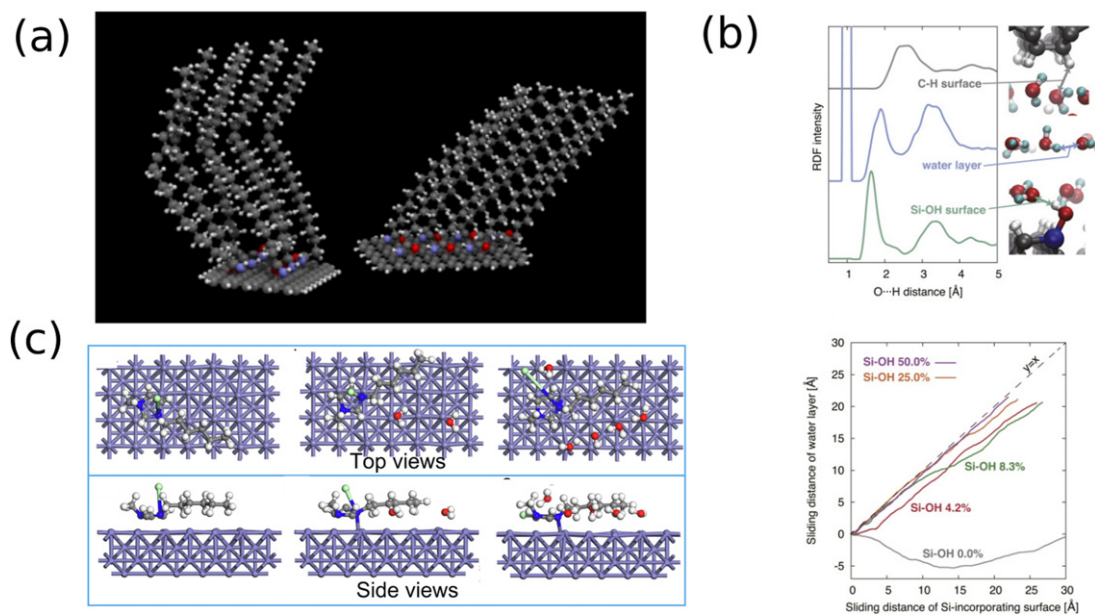 (a)
(b)
RDF intensity
C-H surface
water layer
Si-OH surface
1 2 3 4 5
O···H distance [Å]
(c)
Top views
Side views
Sliding distance of water layer [Å]
30
25
20
15
10
5
0
-5
Si-OH 50.0%
Si-OH 25.0%
y=x
Si-OH 8.3%
Si-OH 4.2%
Si-OH 0.0%
0 5 10 15 20 25 30
Sliding distance of Si-incorporating surface [Å]